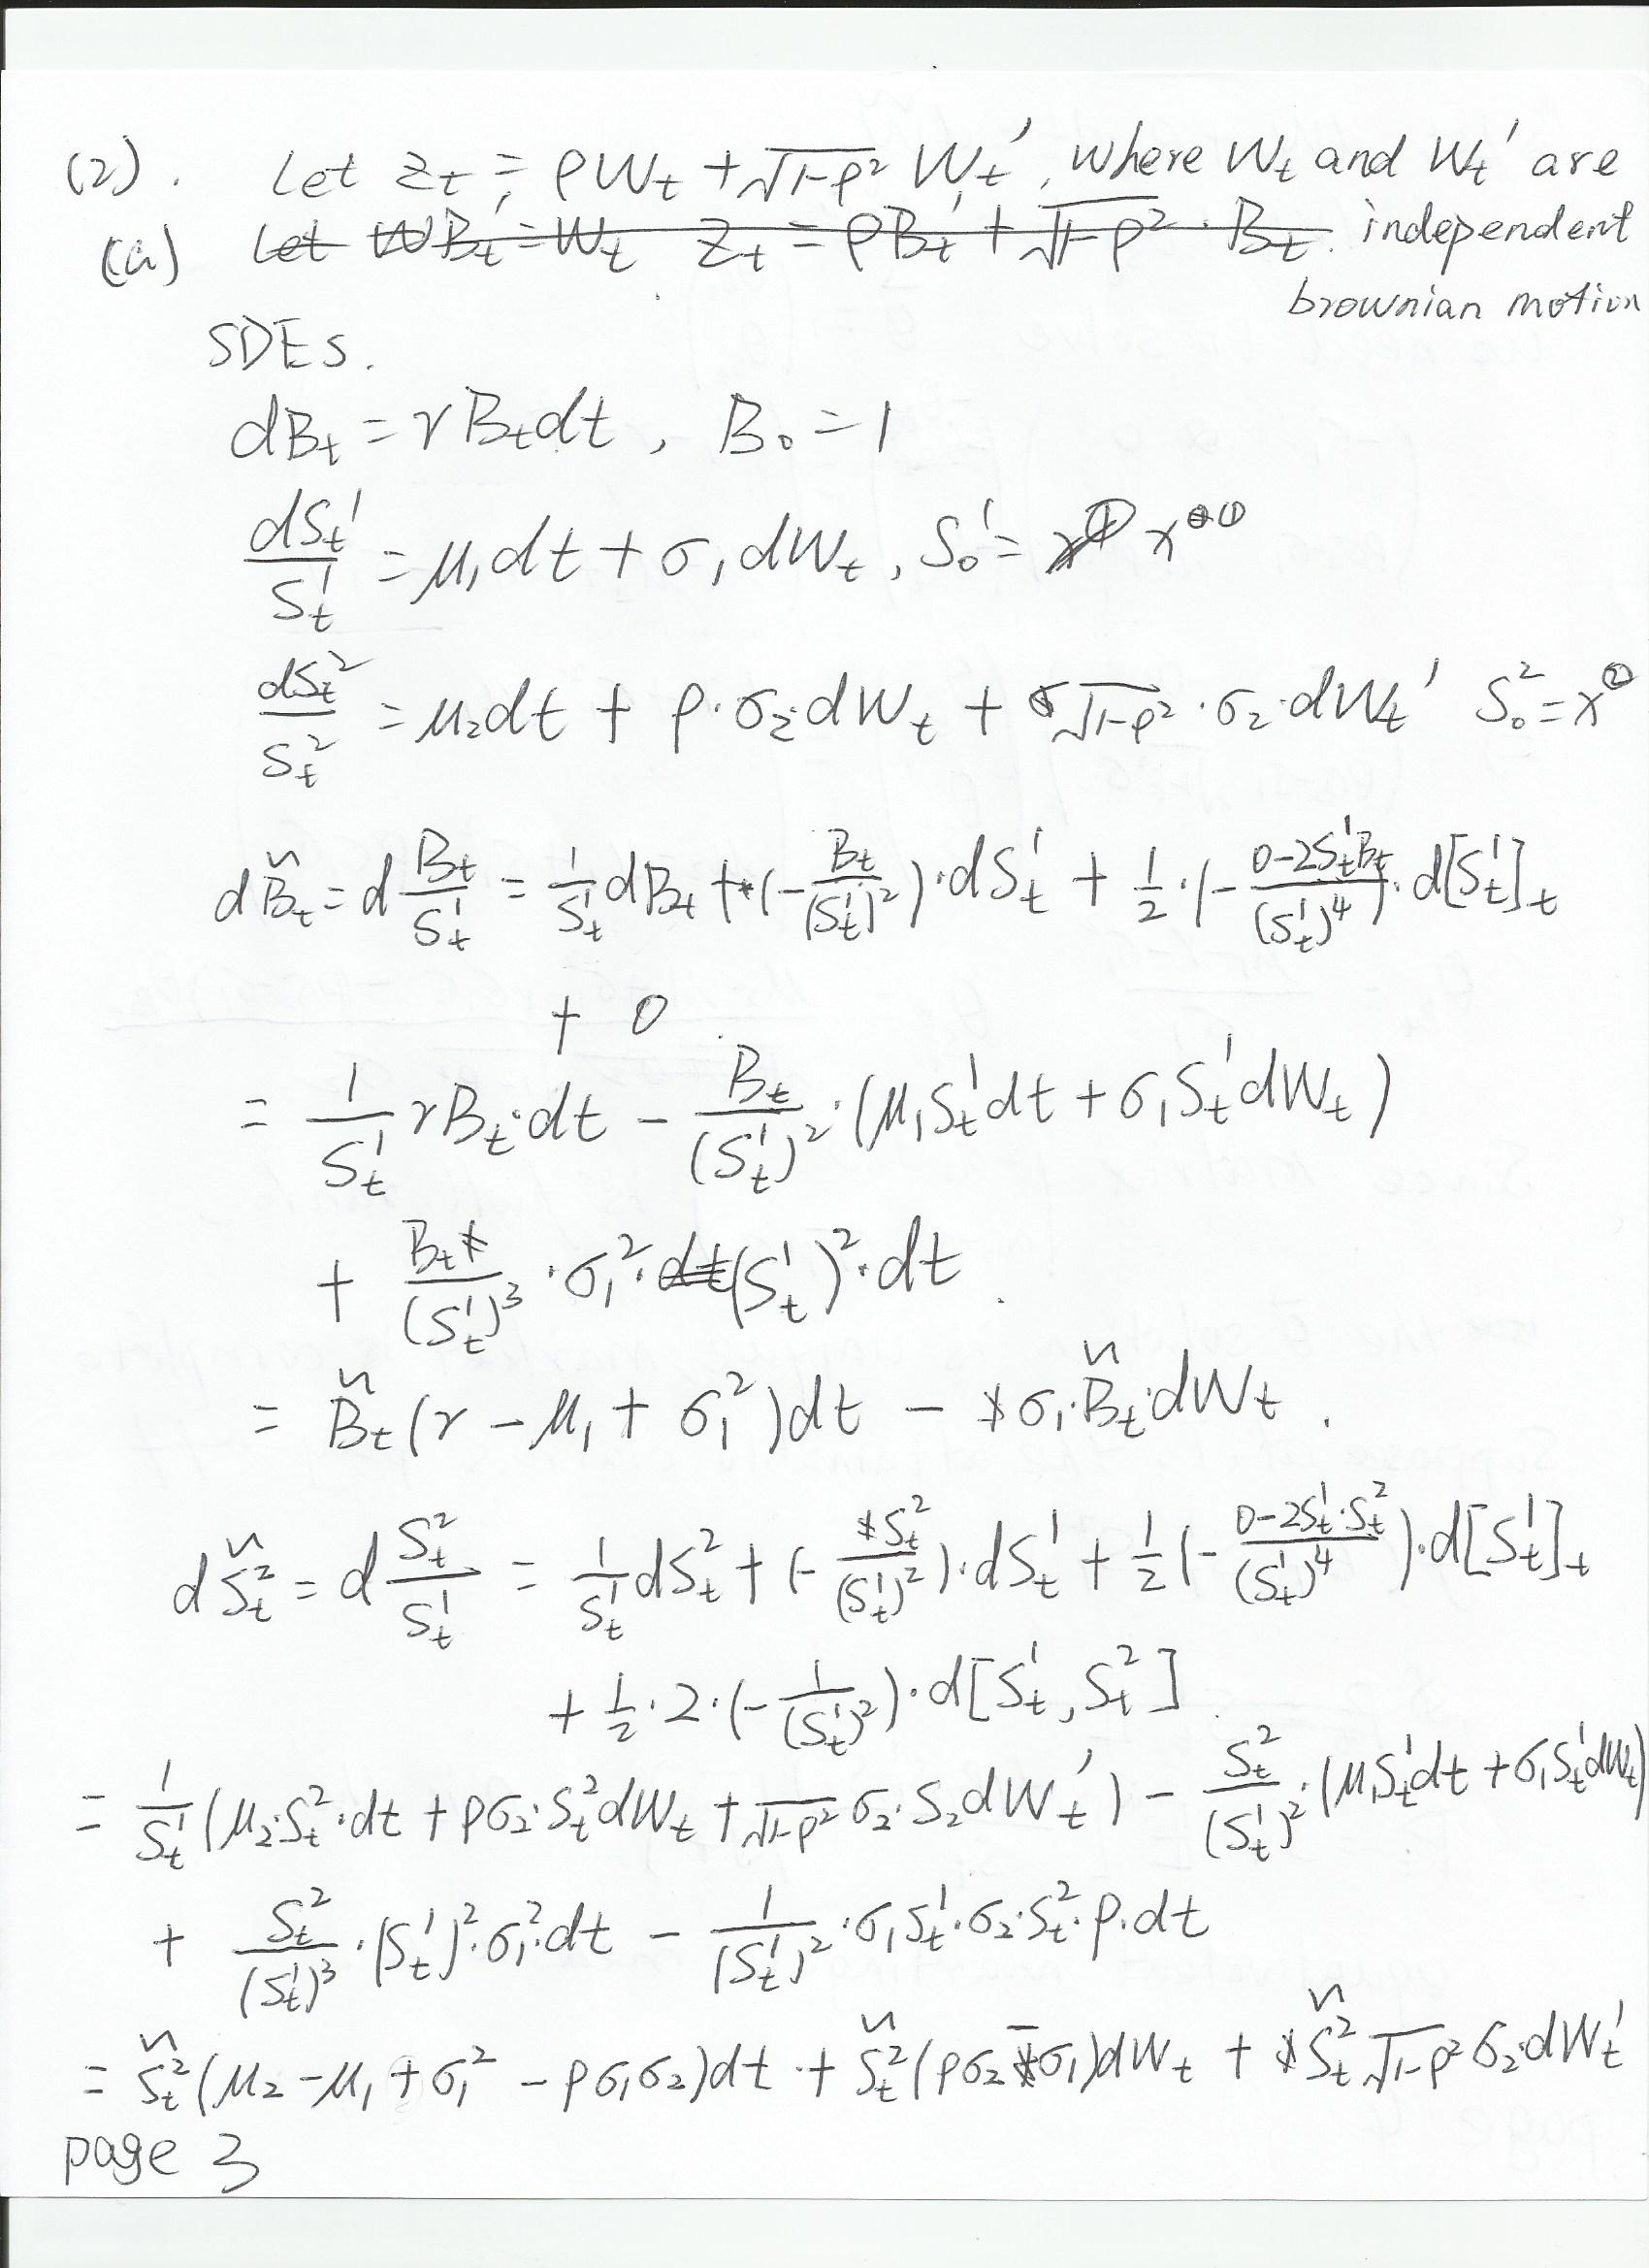 (2). Let Z_t = ρW_t + √(1-ρ²) W_t', where W_t and W_t' are
(a) Let W B_t' = W_t Z_t = ρB_t' + √(1-ρ²) · B_t. independent
brownian motion
SDEs.
dB_t = rB_t dt, B_0 = 1
dS_t^1 / S_t^1 = μ_1 dt + σ_1 dW_t, S_0^1 = x^①
dS_t^2 / S_t^2 = μ_2 dt + ρ·σ_2·dW_t + √(1-ρ²)·σ_2·dW_t' S_0^2 = x^②
dB̃_t = d B_t/S_t^1 = 1/S_t^1 dB_t + (- B_t/(S_t^1)²)·dS_t^1 + 1/2·(- (0-2S_t^1 B_t)/(S_t^1)⁴)·d[S_t^1]_t
+ 0
= 1/S_t^1 rB_t·dt - B_t/(S_t^1)²·(μ_1 S_t^1 dt + σ_1 S_t^1 dW_t)
+ B_t/(S_t^1)³·σ_1²·(S_t^1)²·dt.
= B̃_t(r - μ_1 + σ_1²)dt - σ_1·B̃_t·dW_t.
dS̃_t^2 = d S_t^2/S_t^1 = 1/S_t^1 dS_t^2 + (- S_t^2/(S_t^1)²)·dS_t^1 + 1/2(- (0-2S_t^1·S_t^2)/(S_t^1)⁴)·d[S_t^1]_t
+ 1/2·2·(- 1/(S_t^1)²)·d[S_t^1, S_t^2]
= 1/S_t^1 (μ_2·S_t^2·dt + ρσ_2·S_t^2 dW_t + √(1-ρ²) σ_2·S_2 dW_t') - S_t^2/(S_t^1)²·(μ_1 S_t^1 dt + σ_1 S_t^1 dW_t)
+ S_t^2/(S_t^1)³·(S_t^1)²·σ_1²·dt - 1/(S_t^1)²·σ_1 S_t^1·σ_2·S_t^2·ρ·dt
= S̃_t^2(μ_2 - μ_1 + σ_1² - ρσ_1σ_2)dt + S̃_t^2(ρσ_2 - σ_1)dW_t + S̃_t^2 √(1-ρ²) σ_2·dW_t'
page 3